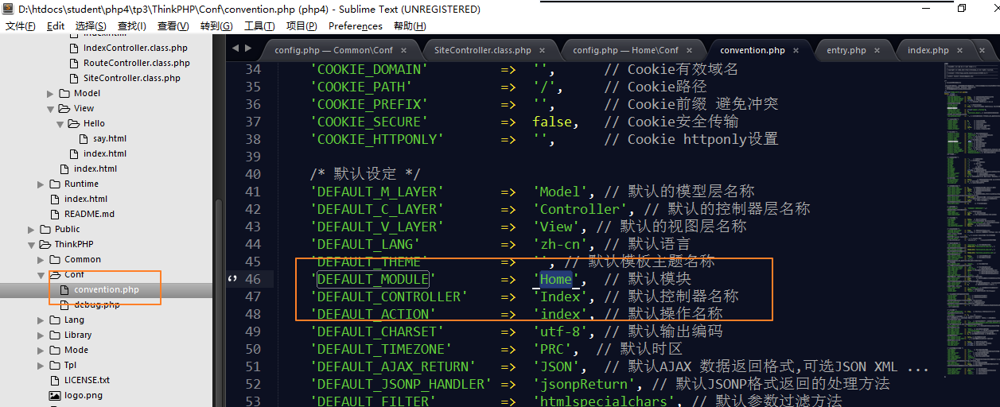 D:\htdocs\student\php4\tp3\ThinkPHP\Conf\convention.php (php4) - Sublime Text (UNREGISTERED)
文件(F) Edit 选择(S) 查找(I) 查看(V) 转到(G) 工具(T) 项目(P) Preferences 帮助(H)
config.php — Common\Conf × SiteController.class.php × config.php — Home\Conf × convention.php × entry.php × index.php ×
index.html
IndexController.class.php
RouteController.class.php
SiteController.class.php
Model
View
Hello
say.html
index.html
index.html
Runtime
index.html
README.md
Public
ThinkPHP
Common
Conf
convention.php
debug.php
Lang
Library
Mode
Tpl
LICENSE.txt
logo.png
34 'COOKIE_DOMAIN' => '', // Cookie有效域名
35 'COOKIE_PATH' => '/', // Cookie路径
36 'COOKIE_PREFIX' => '', // Cookie前缀 避免冲突
37 'COOKIE_SECURE' => false, // Cookie安全传输
38 'COOKIE_HTTPONLY' => '', // Cookie httponly设置
39
40 /* 默认设定 */
41 'DEFAULT_M_LAYER' => 'Model', // 默认的模型层名称
42 'DEFAULT_C_LAYER' => 'Controller', // 默认的控制器层名称
43 'DEFAULT_V_LAYER' => 'View', // 默认的视图层名称
44 'DEFAULT_LANG' => 'zh-cn', // 默认语言
45 'DEFAULT_THEME' => '', // 默认模板主题名称
46 'DEFAULT_MODULE' => 'Home', // 默认模块
47 'DEFAULT_CONTROLLER' => 'Index', // 默认控制器名称
48 'DEFAULT_ACTION' => 'index', // 默认操作名称
49 'DEFAULT_CHARSET' => 'utf-8', // 默认输出编码
50 'DEFAULT_TIMEZONE' => 'PRC', // 默认时区
51 'DEFAULT_AJAX_RETURN' => 'JSON', // 默认AJAX 数据返回格式,可选JSON XML ...
52 'DEFAULT_JSONP_HANDLER' => 'jsonpReturn', // 默认JSONP格式返回的处理方法
53 'DEFAULT_FILTER' => 'htmlspecialchars', // 默认参数过滤方法